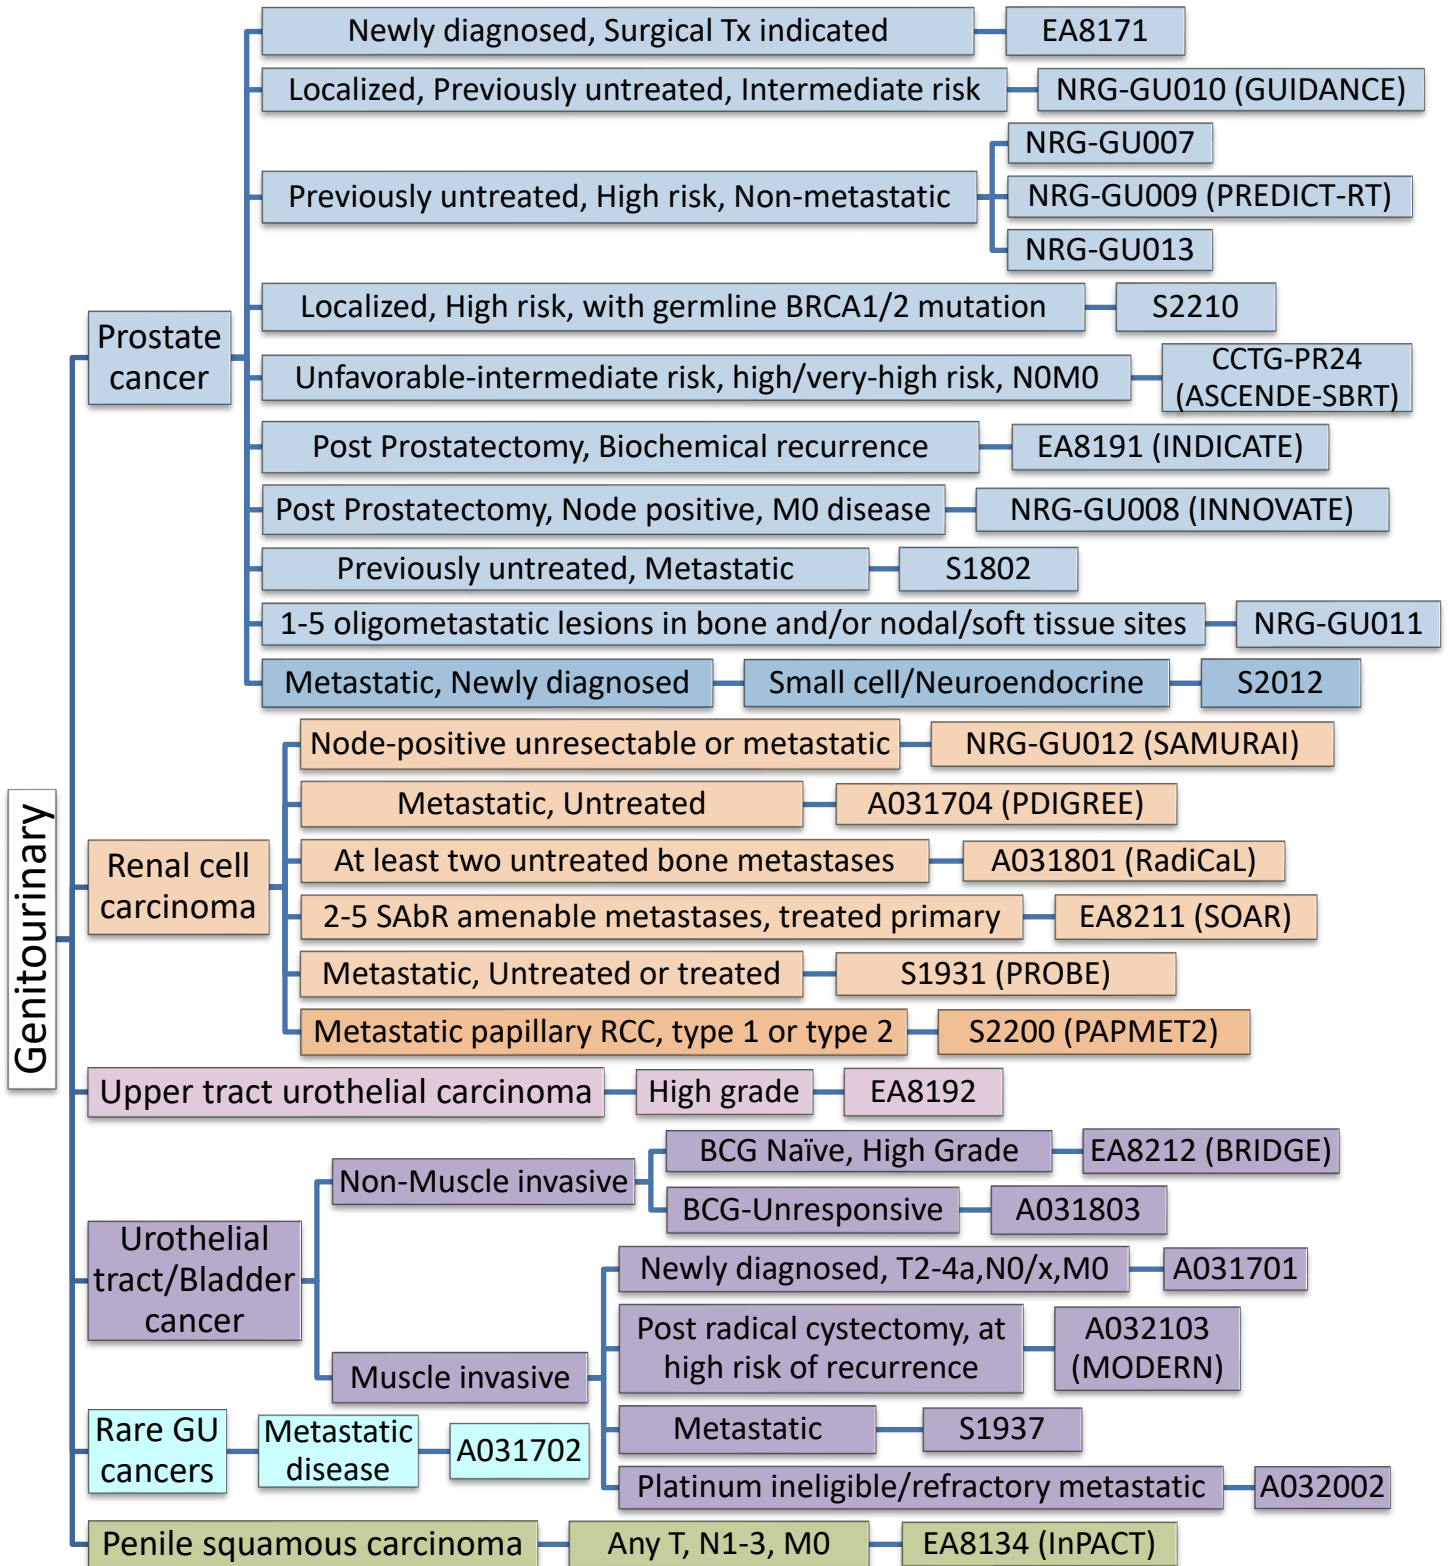 Genitourinary
Prostate
cancer
Newly diagnosed, Surgical Tx indicated
EA8171
Localized, Previously untreated, Intermediate risk
NRG-GU010 (GUIDANCE)
Previously untreated, High risk, Non-metastatic
NRG-GU007
NRG-GU009 (PREDICT-RT)
NRG-GU013
Localized, High risk, with germline BRCA1/2 mutation
S2210
Unfavorable-intermediate risk, high/very-high risk, N0M0
CCTG-PR24
(ASCENDE-SBRT)
Post Prostatectomy, Biochemical recurrence
EA8191 (INDICATE)
Post Prostatectomy, Node positive, M0 disease
NRG-GU008 (INNOVATE)
Previously untreated, Metastatic
S1802
1-5 oligometastatic lesions in bone and/or nodal/soft tissue sites
NRG-GU011
Metastatic, Newly diagnosed
Small cell/Neuroendocrine
S2012
Renal cell
carcinoma
Node-positive unresectable or metastatic
NRG-GU012 (SAMURAI)
Metastatic, Untreated
A031704 (PDIGREE)
At least two untreated bone metastases
A031801 (RadiCaL)
2-5 SAbR amenable metastases, treated primary
EA8211 (SOAR)
Metastatic, Untreated or treated
S1931 (PROBE)
Metastatic papillary RCC, type 1 or type 2
S2200 (PAPMET2)
Upper tract urothelial carcinoma
High grade
EA8192
Urothelial
tract/Bladder
cancer
Non-Muscle invasive
BCG Naïve, High Grade
EA8212 (BRIDGE)
BCG-Unresponsive
A031803
Muscle invasive
Newly diagnosed, T2-4a,N0/x,M0
A031701
Post radical cystectomy, at
high risk of recurrence
A032103
(MODERN)
Metastatic
S1937
Platinum ineligible/refractory metastatic
A032002
Rare GU
cancers
Metastatic
disease
A031702
Penile squamous carcinoma
Any T, N1-3, M0
EA8134 (InPACT)